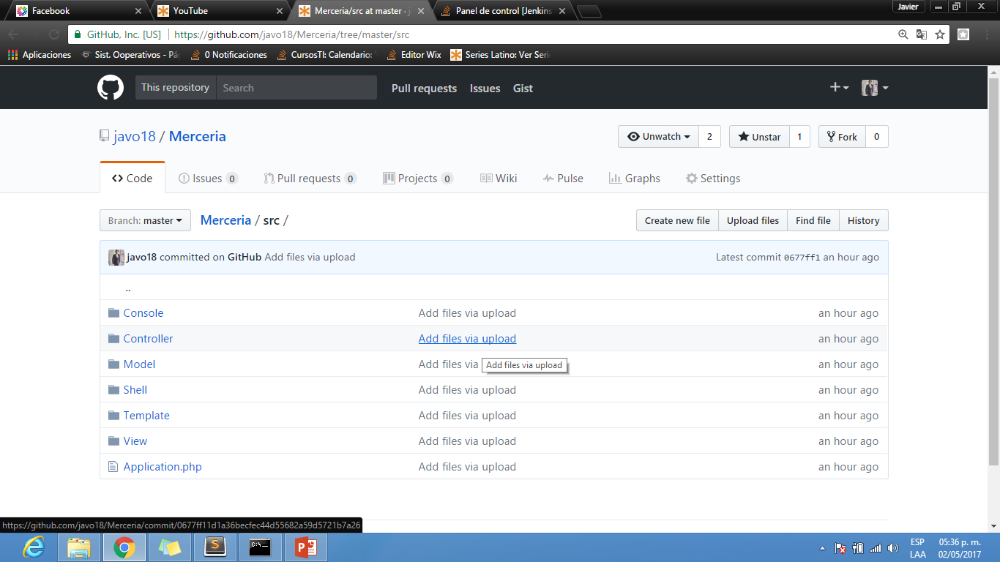 Facebook YouTube Merceria/src at master · j Panel de control [Jenkins Javier
GitHub, Inc. [US] https://github.com/javo18/Merceria/tree/master/src
Aplicaciones Sist. Ooperativos - Pá 0 Notificaciones CursosTI: Calendario: Editor Wix Series Latino: Ver Seri
This repository Search Pull requests Issues Gist
javo18 / Merceria Unwatch 2 Unstar 1 Fork 0
Code Issues 0 Pull requests 0 Projects 0 Wiki Pulse Graphs Settings
Branch: master Merceria / src / Create new file Upload files Find file History
javo18 committed on GitHub Add files via upload Latest commit 0677ff1 an hour ago
..
Console Add files via upload an hour ago
Controller Add files via upload an hour ago
Model Add files via an hour ago
Add files via upload
Shell Add files via upload an hour ago
Template Add files via upload an hour ago
View Add files via upload an hour ago
Application.php Add files via upload an hour ago
https://github.com/javo18/Merceria/commit/0677ff11d1a36becfec44d55682a59d5721b7a26
ESP 05:36 p. m.
LAA 02/05/2017